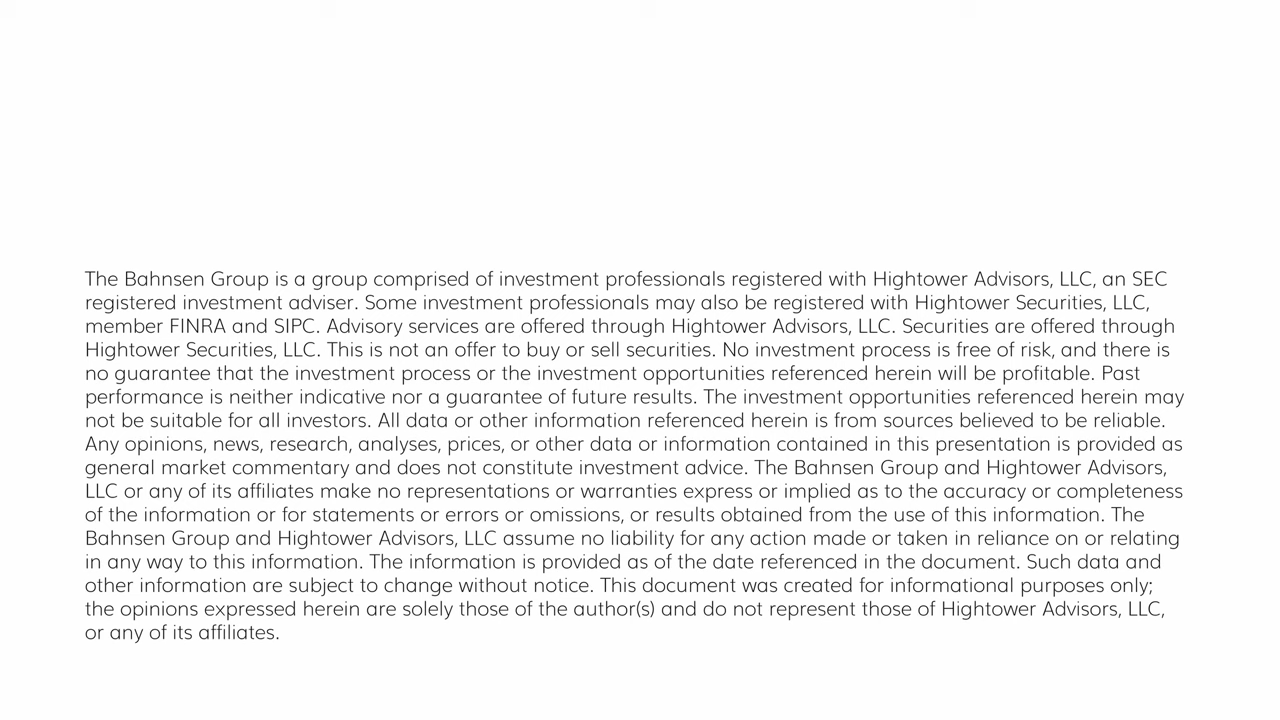 The Bahnsen Group is a group comprised of investment professionals registered with Hightower Advisors, LLC, an SEC
registered investment adviser. Some investment professionals may also be registered with Hightower Securities, LLC,
member FINRA and SIPC. Advisory services are offered through Hightower Advisors, LLC. Securities are offered through
Hightower Securities, LLC. This is not an offer to buy or sell securities. No investment process is free of risk, and there is
no guarantee that the investment process or the investment opportunities referenced herein will be profitable. Past
performance is neither indicative nor a guarantee of future results. The investment opportunities referenced herein may
not be suitable for all investors. All data or other information referenced herein is from sources believed to be reliable.
Any opinions, news, research, analyses, prices, or other data or information contained in this presentation is provided as
general market commentary and does not constitute investment advice. The Bahnsen Group and Hightower Advisors,
LLC or any of its affiliates make no representations or warranties express or implied as to the accuracy or completeness
of the information or for statements or errors or omissions, or results obtained from the use of this information. The
Bahnsen Group and Hightower Advisors, LLC assume no liability for any action made or taken in reliance on or relating
in any way to this information. The information is provided as of the date referenced in the document. Such data and
other information are subject to change without notice. This document was created for informational purposes only;
the opinions expressed herein are solely those of the author(s) and do not represent those of Hightower Advisors, LLC,
or any of its affiliates.